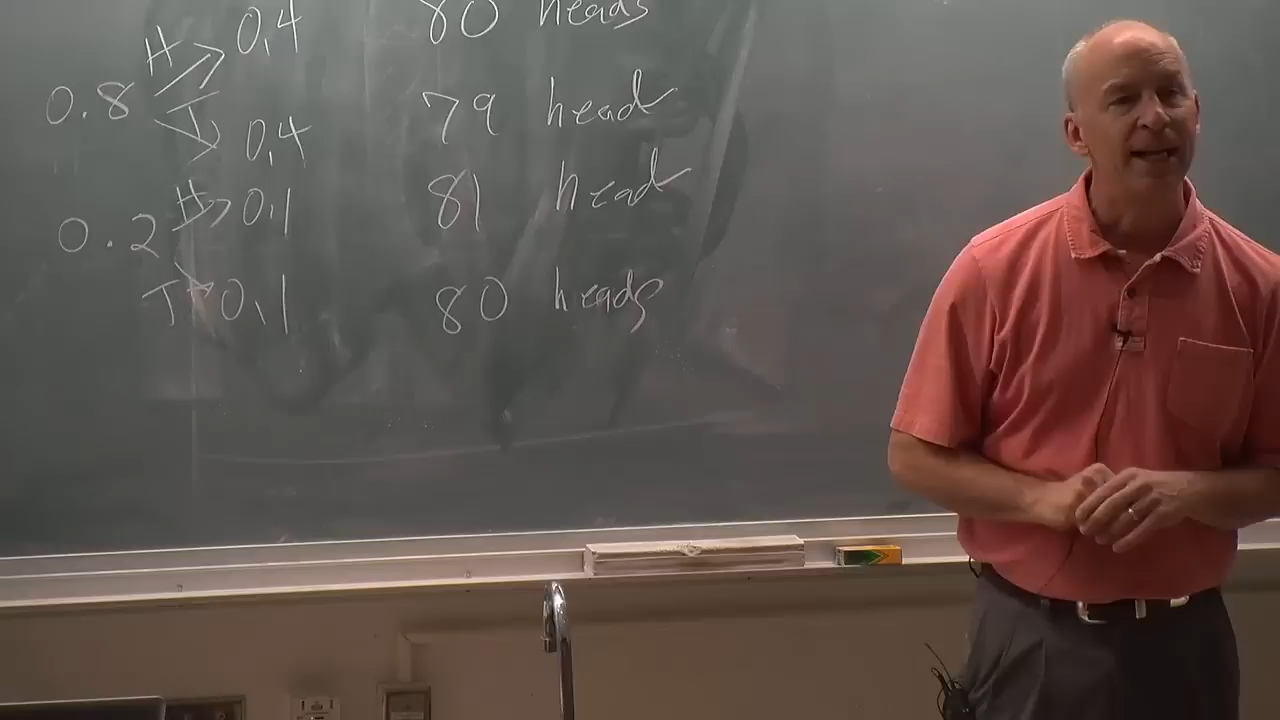 H → 0.4 80 heads
0.8
T → 0.4 79 head
H → 0.1 81 head
0.2
T → 0.1 80 heads